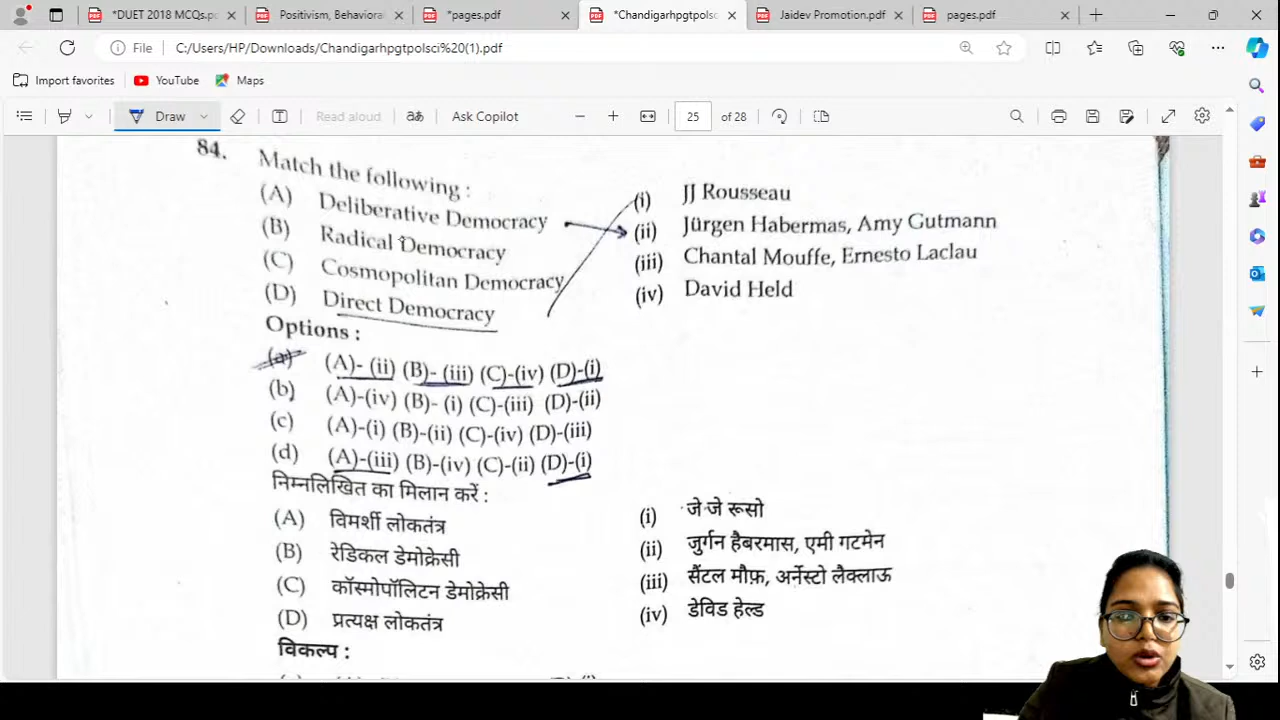 *DUET 2018 MCQs.pc
Positivism, Behaviora
*pages.pdf
*Chandigarhpgtpolsc
Jaidev Promotion.pdf
pages.pdf
File
C:/Users/HP/Downloads/Chandigarhpgtpolsci%20(1).pdf
Import favorites
YouTube
Maps
Draw
Read aloud
Ask Copilot
25 of 28
84. Match the following :
(A) Deliberative Democracy
(B) Radical Democracy
(C) Cosmopolitan Democracy
(D) Direct Democracy
(i) JJ Rousseau
(ii) Jürgen Habermas, Amy Gutmann
(iii) Chantal Mouffe, Ernesto Laclau
(iv) David Held
Options :
(a) (A)- (ii) (B)- (iii) (C)-(iv) (D)-(i)
(b) (A)-(iv) (B)- (i) (C)-(iii) (D)-(ii)
(c) (A)-(i) (B)-(ii) (C)-(iv) (D)-(iii)
(d) (A)-(iii) (B)-(iv) (C)-(ii) (D)-(i)
निम्नलिखित का मिलान करें :
(A) विमर्शी लोकतंत्र
(B) रेडिकल डेमोक्रेसी
(C) कॉस्मोपॉलिटन डेमोक्रेसी
(D) प्रत्यक्ष लोकतंत्र
(i) जे जे रूसो
(ii) जुर्गन हैबरमास, एमी गटमेन
(iii) सैंटल मौफ़, अर्नेस्टो लैक्लाऊ
(iv) डेविड हेल्ड
विकल्प :